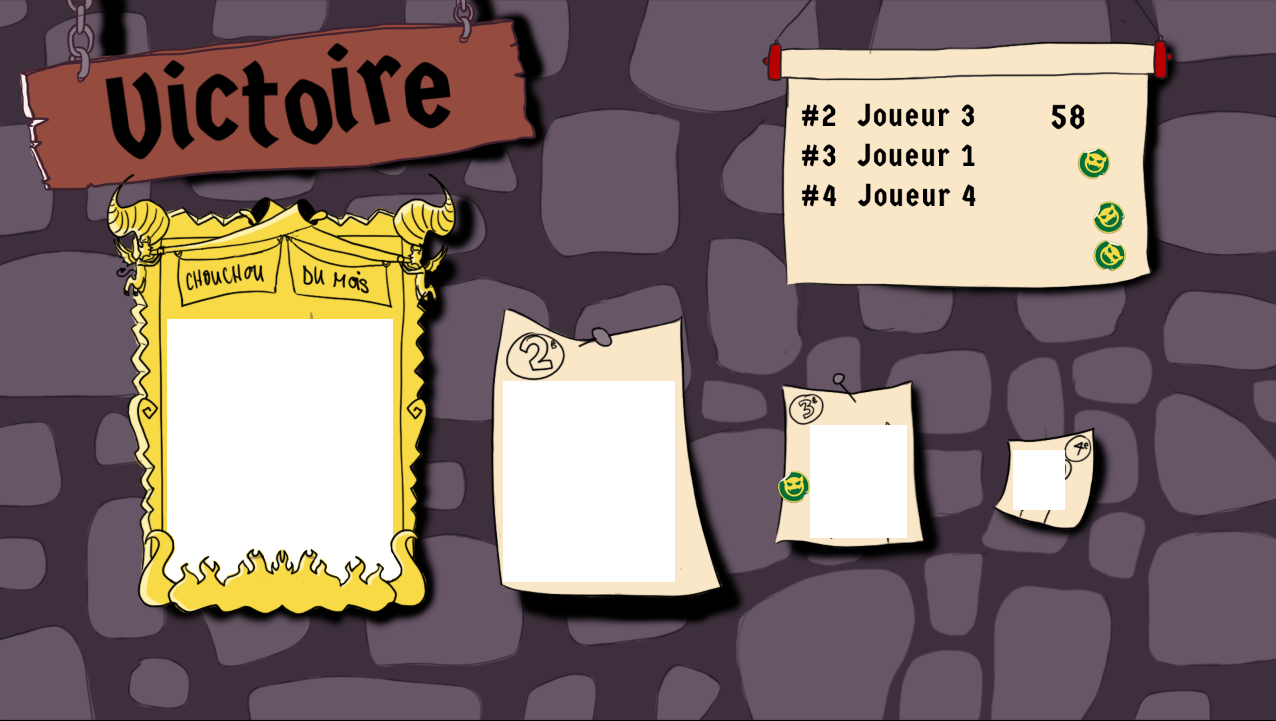 Victoire
#2 Joueur 3 58
#3 Joueur 1
#4 Joueur 4
CHOUCHOU DU MOIS
2e
3e
4e